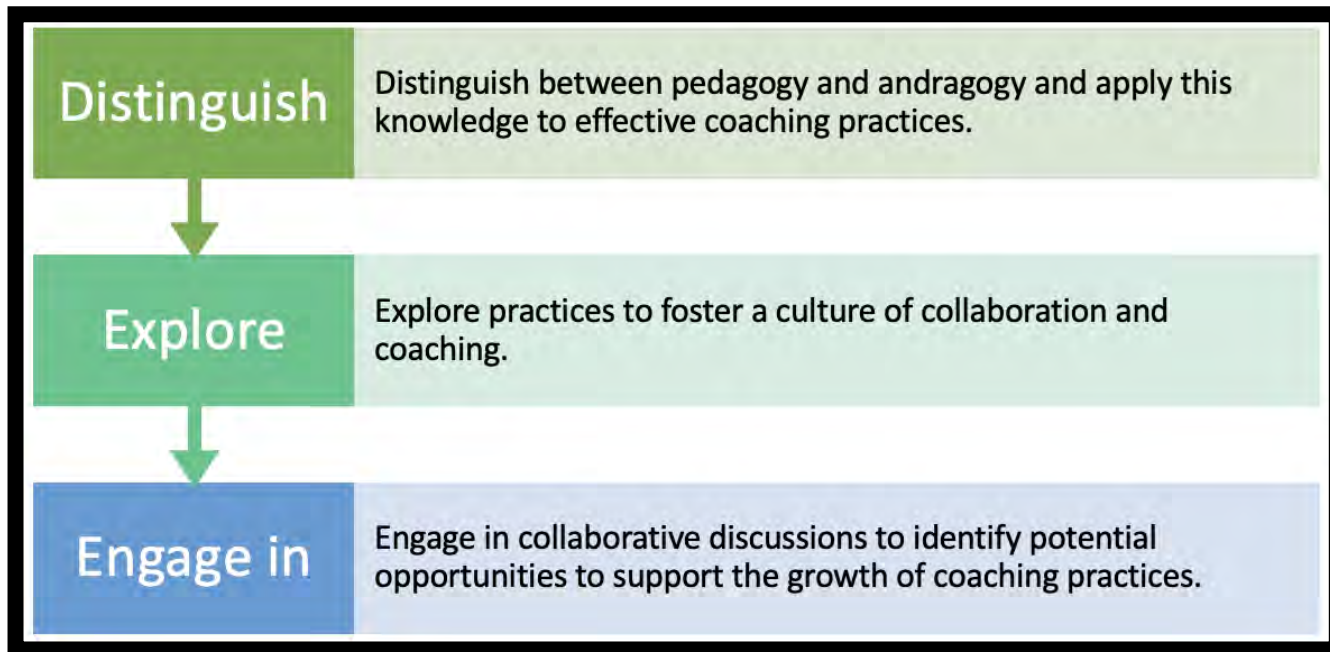 Distinguish
Distinguish between pedagogy and andragogy and apply this
knowledge to effective coaching practices.
Explore
Explore practices to foster a culture of collaboration and
coaching.
Engage in
Engage in collaborative discussions to identify potential
opportunities to support the growth of coaching practices.